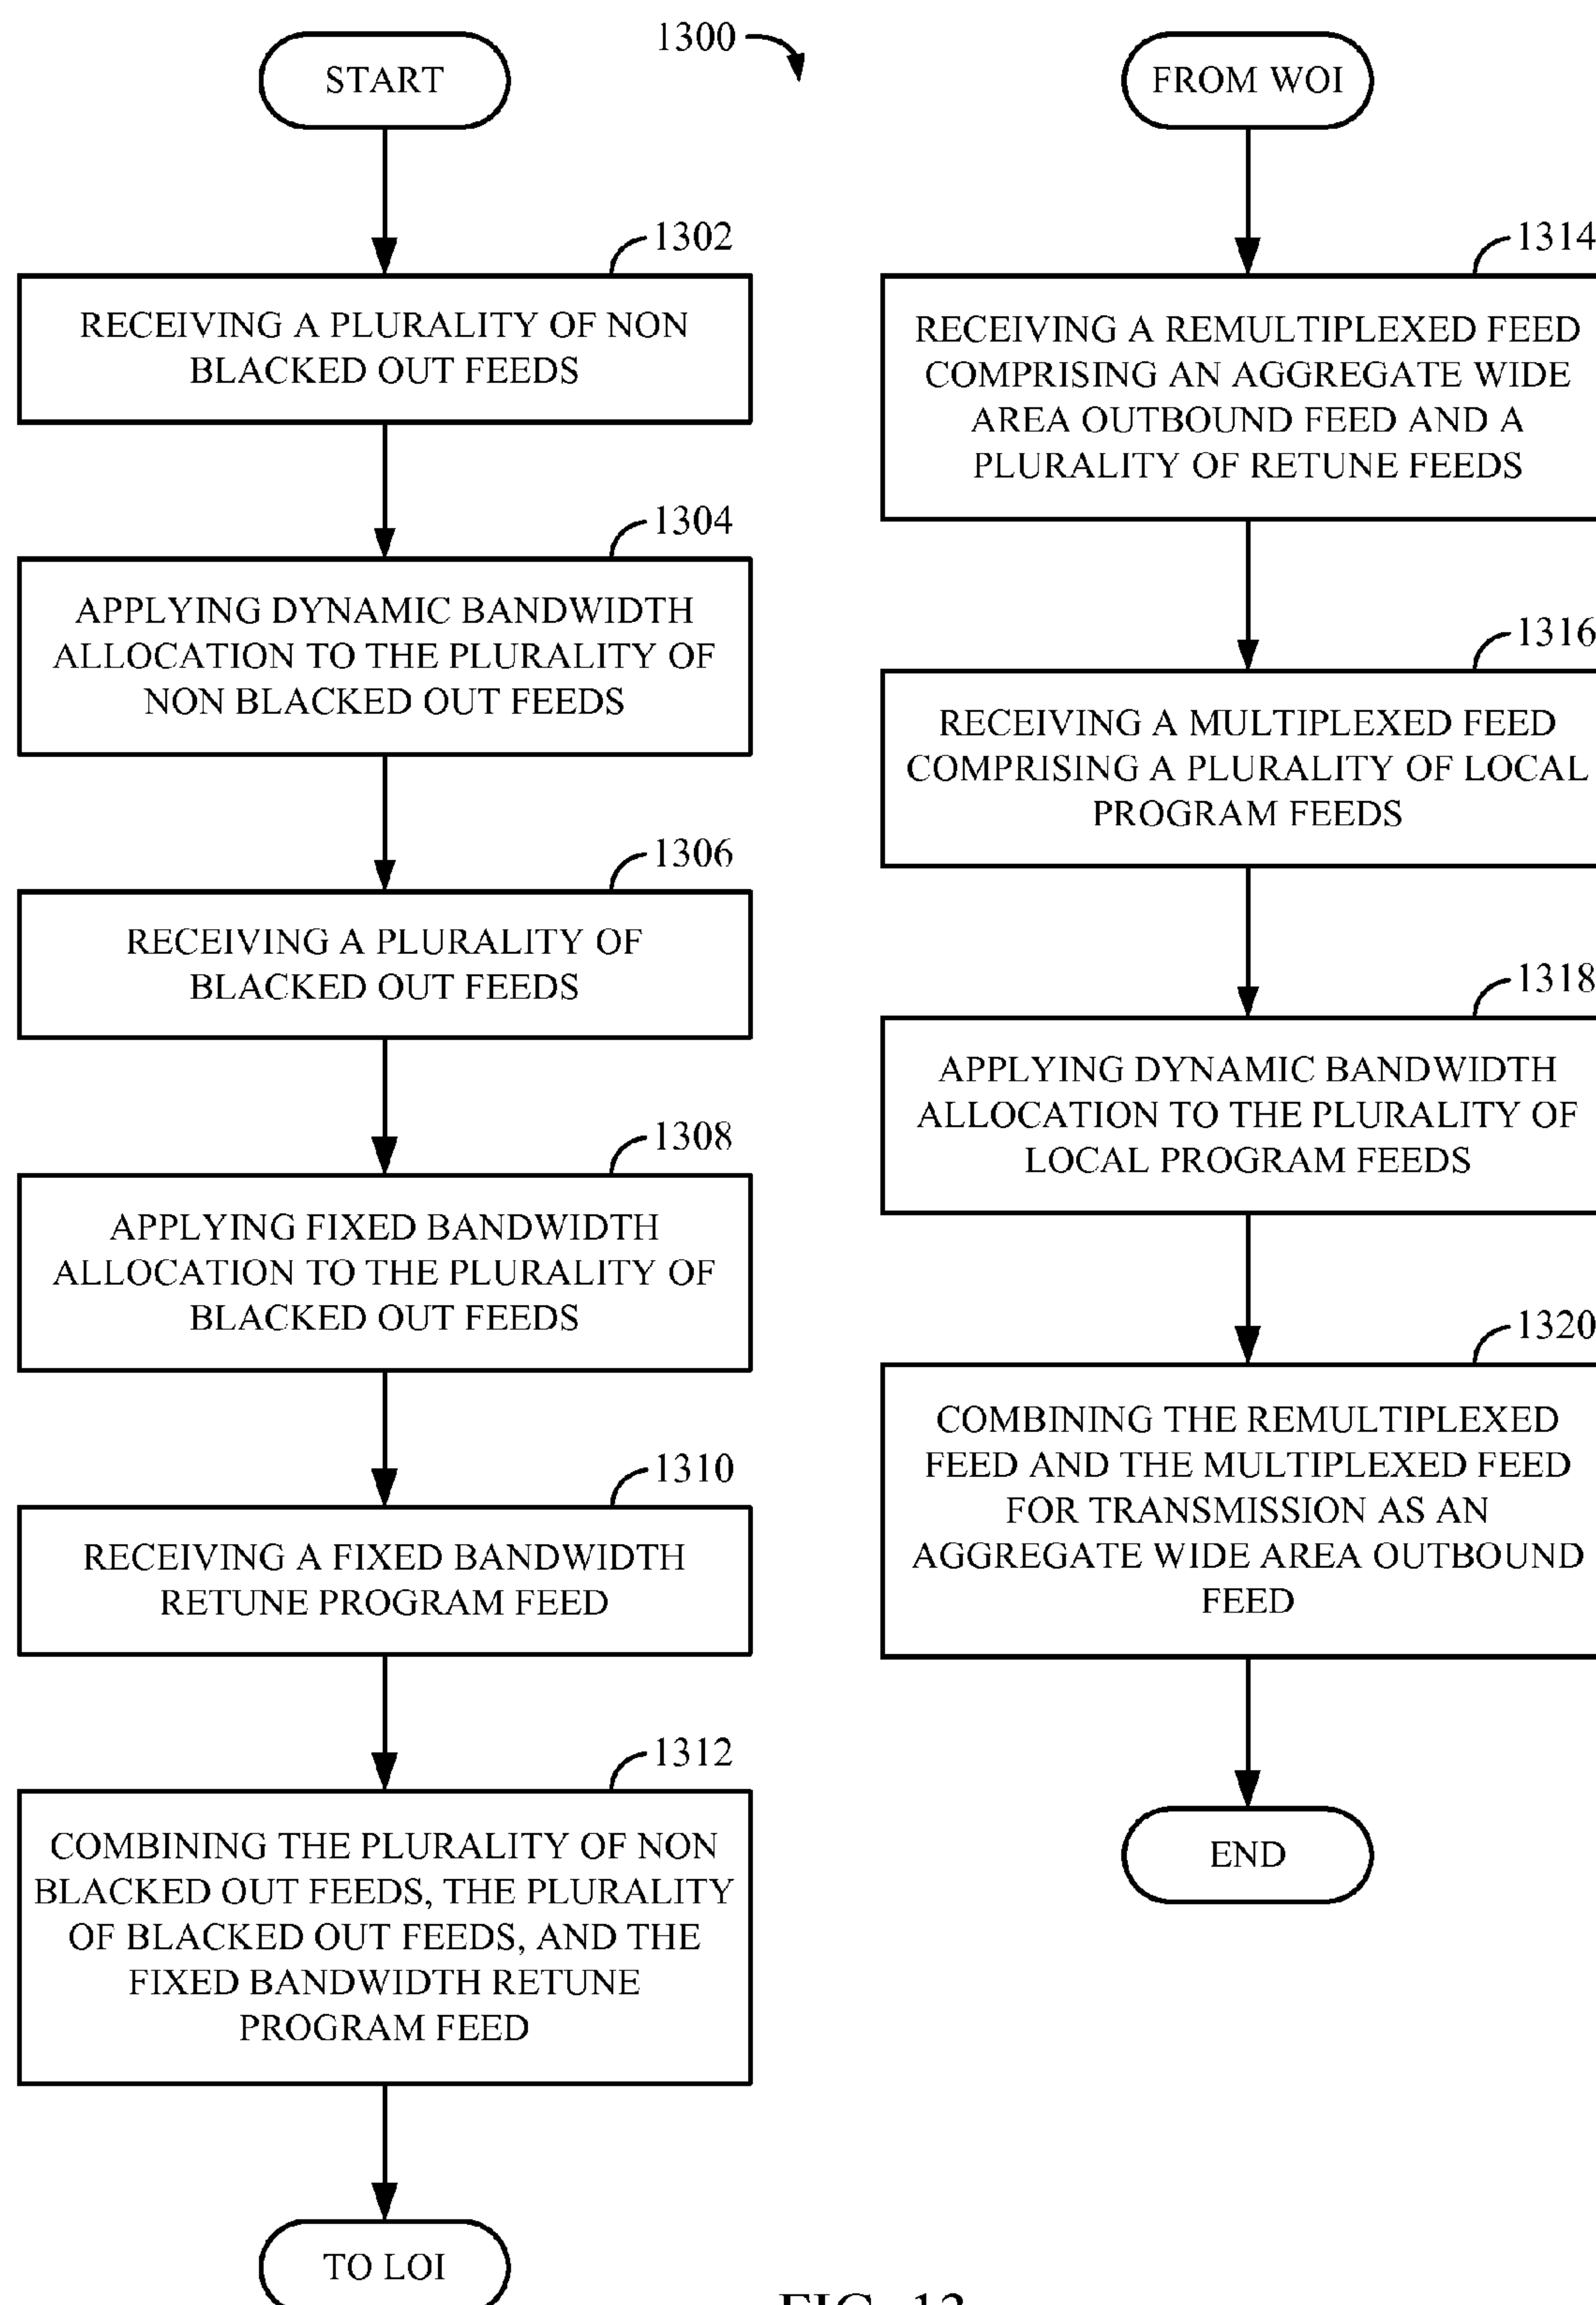 1300
START
1302
RECEIVING A PLURALITY OF NON
BLACKED OUT FEEDS
1304
APPLYING DYNAMIC BANDWIDTH
ALLOCATION TO THE PLURALITY OF
NON BLACKED OUT FEEDS
1306
RECEIVING A PLURALITY OF
BLACKED OUT FEEDS
1308
APPLYING FIXED BANDWIDTH
ALLOCATION TO THE PLURALITY OF
BLACKED OUT FEEDS
1310
RECEIVING A FIXED BANDWIDTH
RETUNE PROGRAM FEED
1312
COMBINING THE PLURALITY OF NON
BLACKED OUT FEEDS, THE PLURALITY
OF BLACKED OUT FEEDS, AND THE
FIXED BANDWIDTH RETUNE
PROGRAM FEED
TO LOI
FROM WOI
1314
RECEIVING A REMULTIPLEXED FEED
COMPRISING AN AGGREGATE WIDE
AREA OUTBOUND FEED AND A
PLURALITY OF RETUNE FEEDS
1316
RECEIVING A MULTIPLEXED FEED
COMPRISING A PLURALITY OF LOCAL
PROGRAM FEEDS
1318
APPLYING DYNAMIC BANDWIDTH
ALLOCATION TO THE PLURALITY OF
LOCAL PROGRAM FEEDS
1320
COMBINING THE REMULTIPLEXED
FEED AND THE MULTIPLEXED FEED
FOR TRANSMISSION AS AN
AGGREGATE WIDE AREA OUTBOUND
FEED
END
FIG. 13